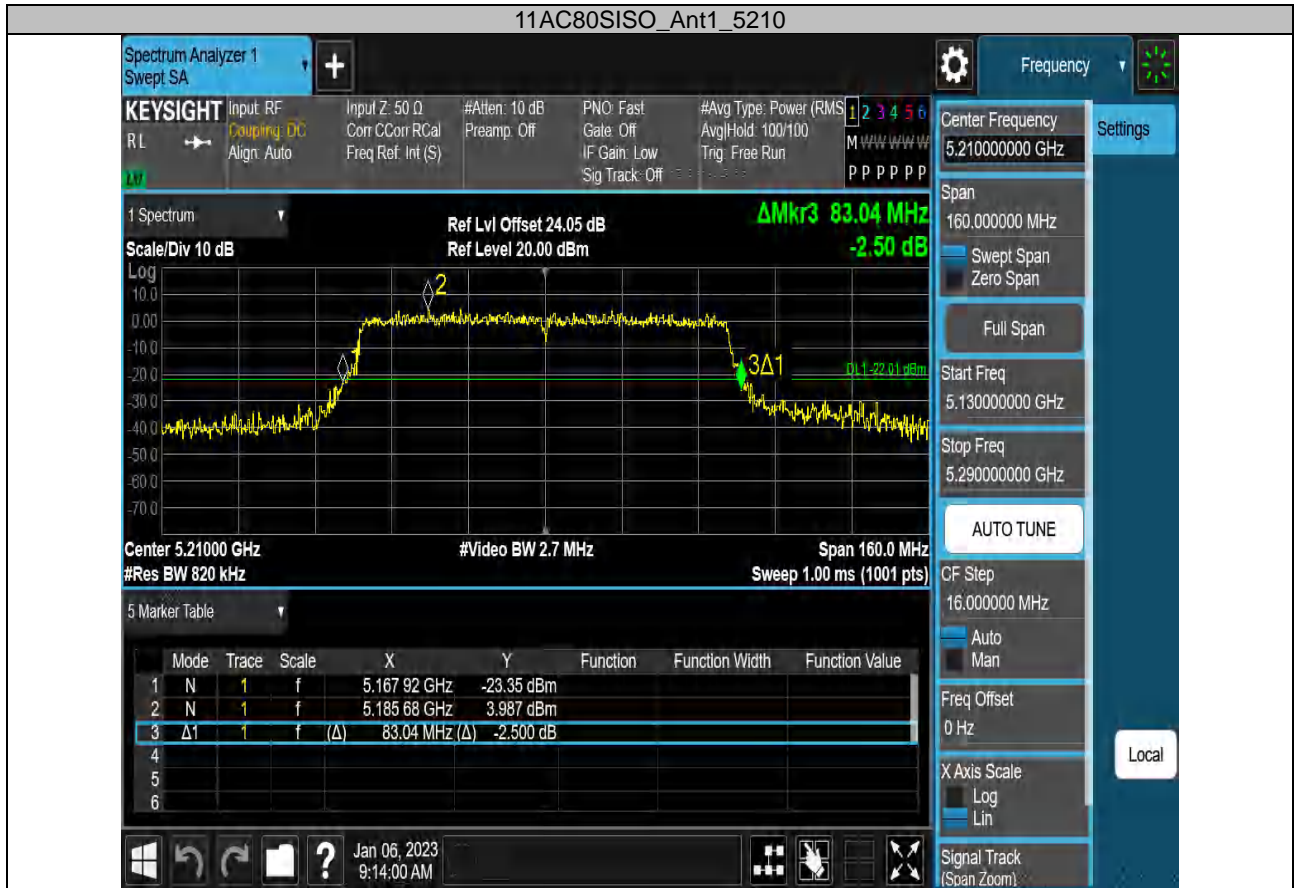 11AC80SISO_Ant1_5210
Spectrum Analyzer 1
Swept SA
Frequency
KEYSIGHT
RL
Input: RF
Coupling: DC
Align: Auto
Input Z: 50 Ω
Corr CCorr RCal
Freq Ref: Int (S)
#Atten: 10 dB
Preamp: Off
PNO: Fast
Gate: Off
IF Gain: Low
Sig Track: Off
#Avg Type: Power (RMS
Avg|Hold: 100/100
Trig: Free Run
1 2 3 4 5 6
M W W W W W
P P P P P P
1 Spectrum
Scale/Div 10 dB
Ref Lvl Offset 24.05 dB
Ref Level 20.00 dBm
ΔMkr3 83.04 MHz
-2.50 dB
Log
10.0
0.00
-10.0
-20.0
-30.0
-40.0
-50.0
-60.0
-70.0
2
3Δ1
DL1 -22.01 dBm
Center 5.21000 GHz
#Video BW 2.7 MHz
Span 160.0 MHz
#Res BW 820 kHz
Sweep 1.00 ms (1001 pts)
5 Marker Table
Mode Trace Scale X Y Function Function Width Function Value
1 N 1 f 5.167 92 GHz -23.35 dBm
2 N 1 f 5.185 68 GHz 3.987 dBm
3 Δ1 1 f (Δ) 83.04 MHz (Δ) -2.500 dB
4
5
6
?
Jan 06, 2023
9:14:00 AM
Center Frequency
5.210000000 GHz
Settings
Span
160.000000 MHz
Swept Span
Zero Span
Full Span
Start Freq
5.130000000 GHz
Stop Freq
5.290000000 GHz
AUTO TUNE
CF Step
16.000000 MHz
Auto
Man
Freq Offset
0 Hz
X Axis Scale
Log
Lin
Local
Signal Track
(Span Zoom)